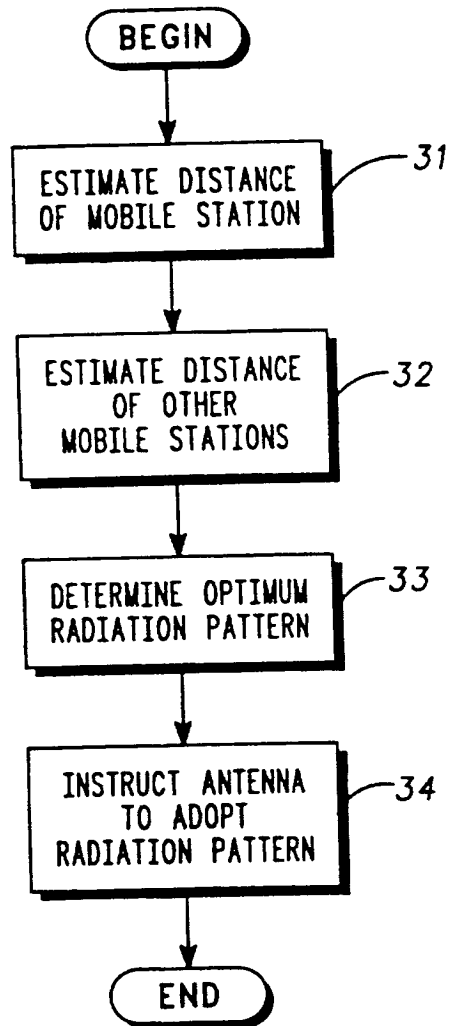 BEGIN
ESTIMATE DISTANCE
OF MOBILE STATION
31
ESTIMATE DISTANCE
OF OTHER
MOBILE STATIONS
32
DETERMINE OPTIMUM
RADIATION PATTERN
33
INSTRUCT ANTENNA
TO ADOPT
RADIATION PATTERN
34
END